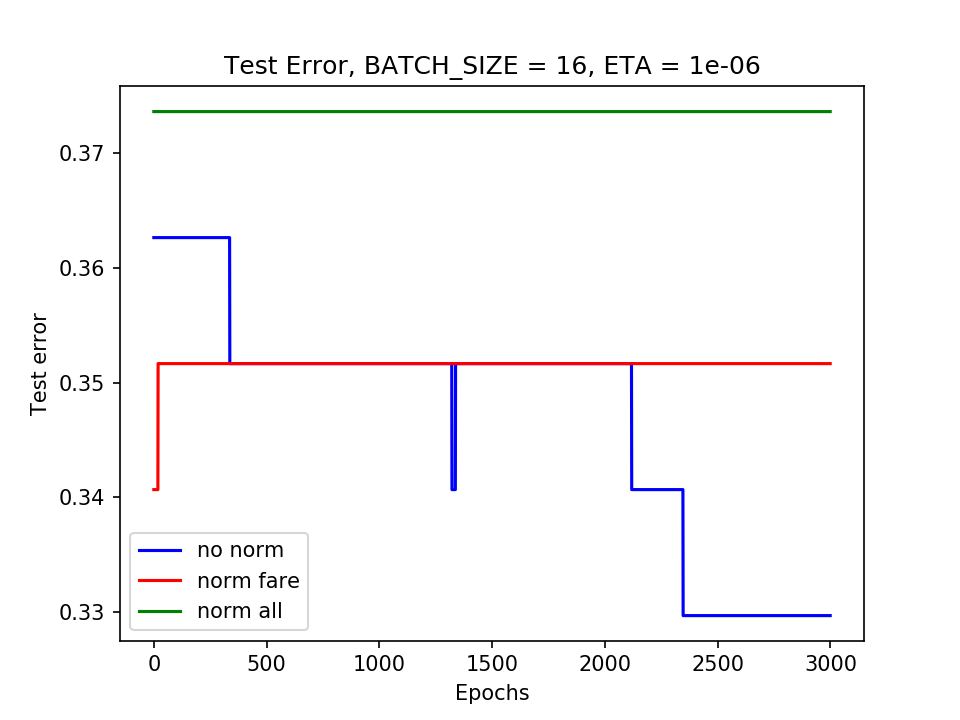 Test Error, BATCH_SIZE = 16, ETA = 1e-06
Test error
0.37
0.36
0.35
0.34
0.33
no norm
norm fare
norm all
0 500 1000 1500 2000 2500 3000
Epochs